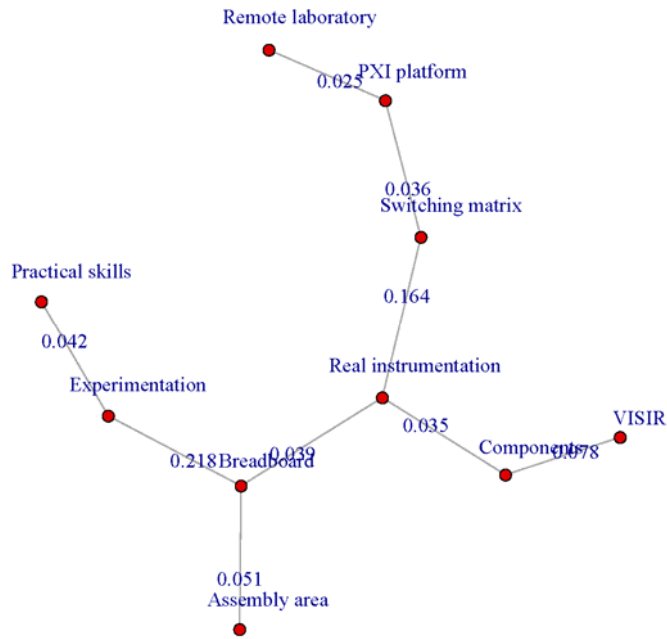 Remote laboratory
PXI platform
0.025
0.036
Switching matrix
Practical skills
0.164
0.042
Real instrumentation
Experimentation
VISIR
0.035
Components
0.078
0.218
Breadboard
0.039
0.051
Assembly area